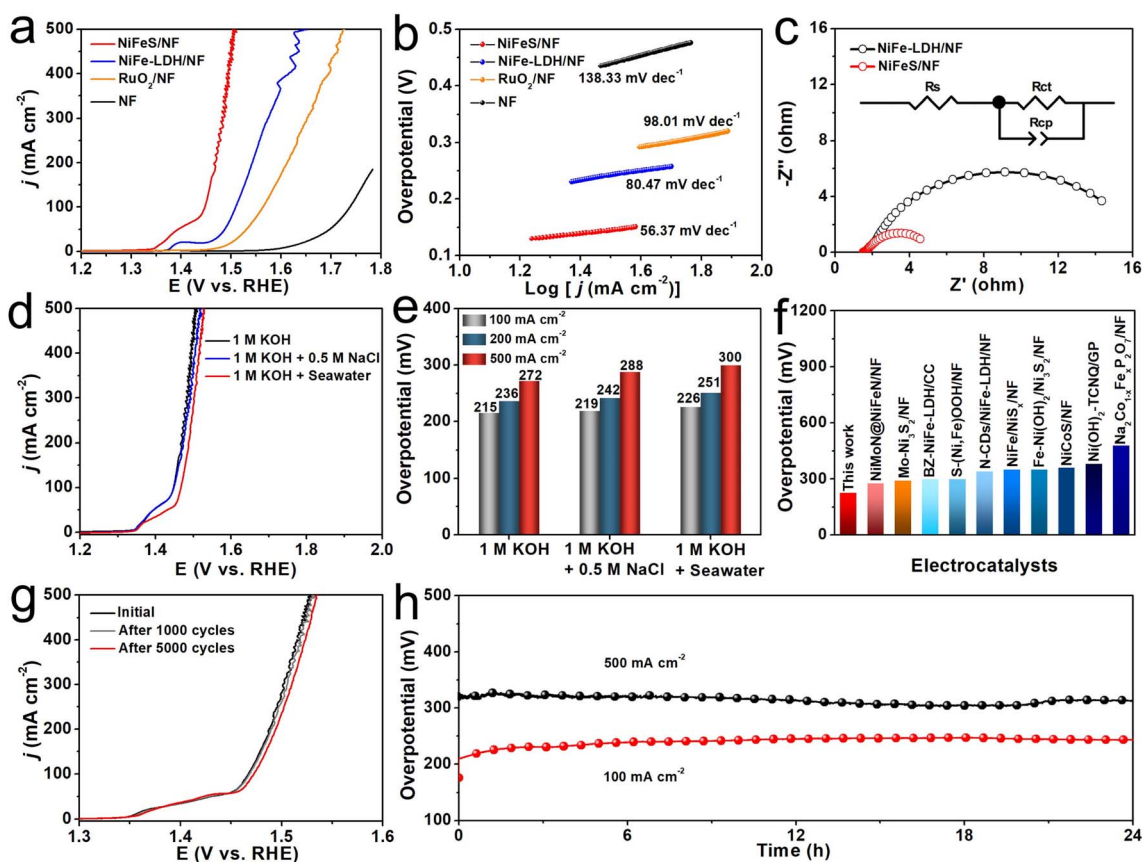 a
500
400
300
200
100
0
j (mA cm⁻²)
NiFeS/NF
NiFe-LDH/NF
RuO₂/NF
NF
1.2 1.3 1.4 1.5 1.6 1.7 1.8
E (V vs. RHE)
b
0.5
0.4
0.3
0.2
0.1
Overpotential (V)
NiFeS/NF
NiFe-LDH/NF
RuO₂/NF
NF
138.33 mV dec⁻¹
98.01 mV dec⁻¹
80.47 mV dec⁻¹
56.37 mV dec⁻¹
1.0 1.2 1.4 1.6 1.8 2.0
Log [ j (mA cm⁻²)]
c
-16
-12
-8
-4
0
-Z'' (ohm)
NiFe-LDH/NF
NiFeS/NF
Rs
Rct
Rcp
0 4 8 12 16
Z' (ohm)
d
500
400
300
200
100
0
j (mA cm⁻²)
1 M KOH
1 M KOH + 0.5 M NaCl
1 M KOH + Seawater
1.2 1.4 1.6 1.8 2.0
E (V vs. RHE)
e
400
300
200
100
0
Overpotential (mV)
100 mA cm⁻²
200 mA cm⁻²
500 mA cm⁻²
215 236 272
219 242 288
226 251 300
1 M KOH
1 M KOH
+ 0.5 M NaCl
1 M KOH
+ Seawater
f
1200
900
600
300
0
Overpotential (mV)
This work
NiMoN@NiFeN/NF
Mo-Ni₃S₂/NF
BZ-NiFe-LDH/CC
S-(Ni,Fe)OOH/NF
N-CDs/NiFe-LDH/NF
NiFe/NiSₓ/NF
Fe-Ni(OH)₂/Ni₃S₂/NF
NiCoS/NF
Ni(OH)₂-TCNQ/GP
Na₂Co₁₋ₓFeₓP₂O₇/NF
Electrocatalysts
g
500
400
300
200
100
0
j (mA cm⁻²)
Initial
After 1000 cycles
After 5000 cycles
1.3 1.4 1.5 1.6
E (V vs. RHE)
h
500
400
300
200
100
Overpotential (mV)
500 mA cm⁻²
100 mA cm⁻²
0 6 12 18 24
Time (h)